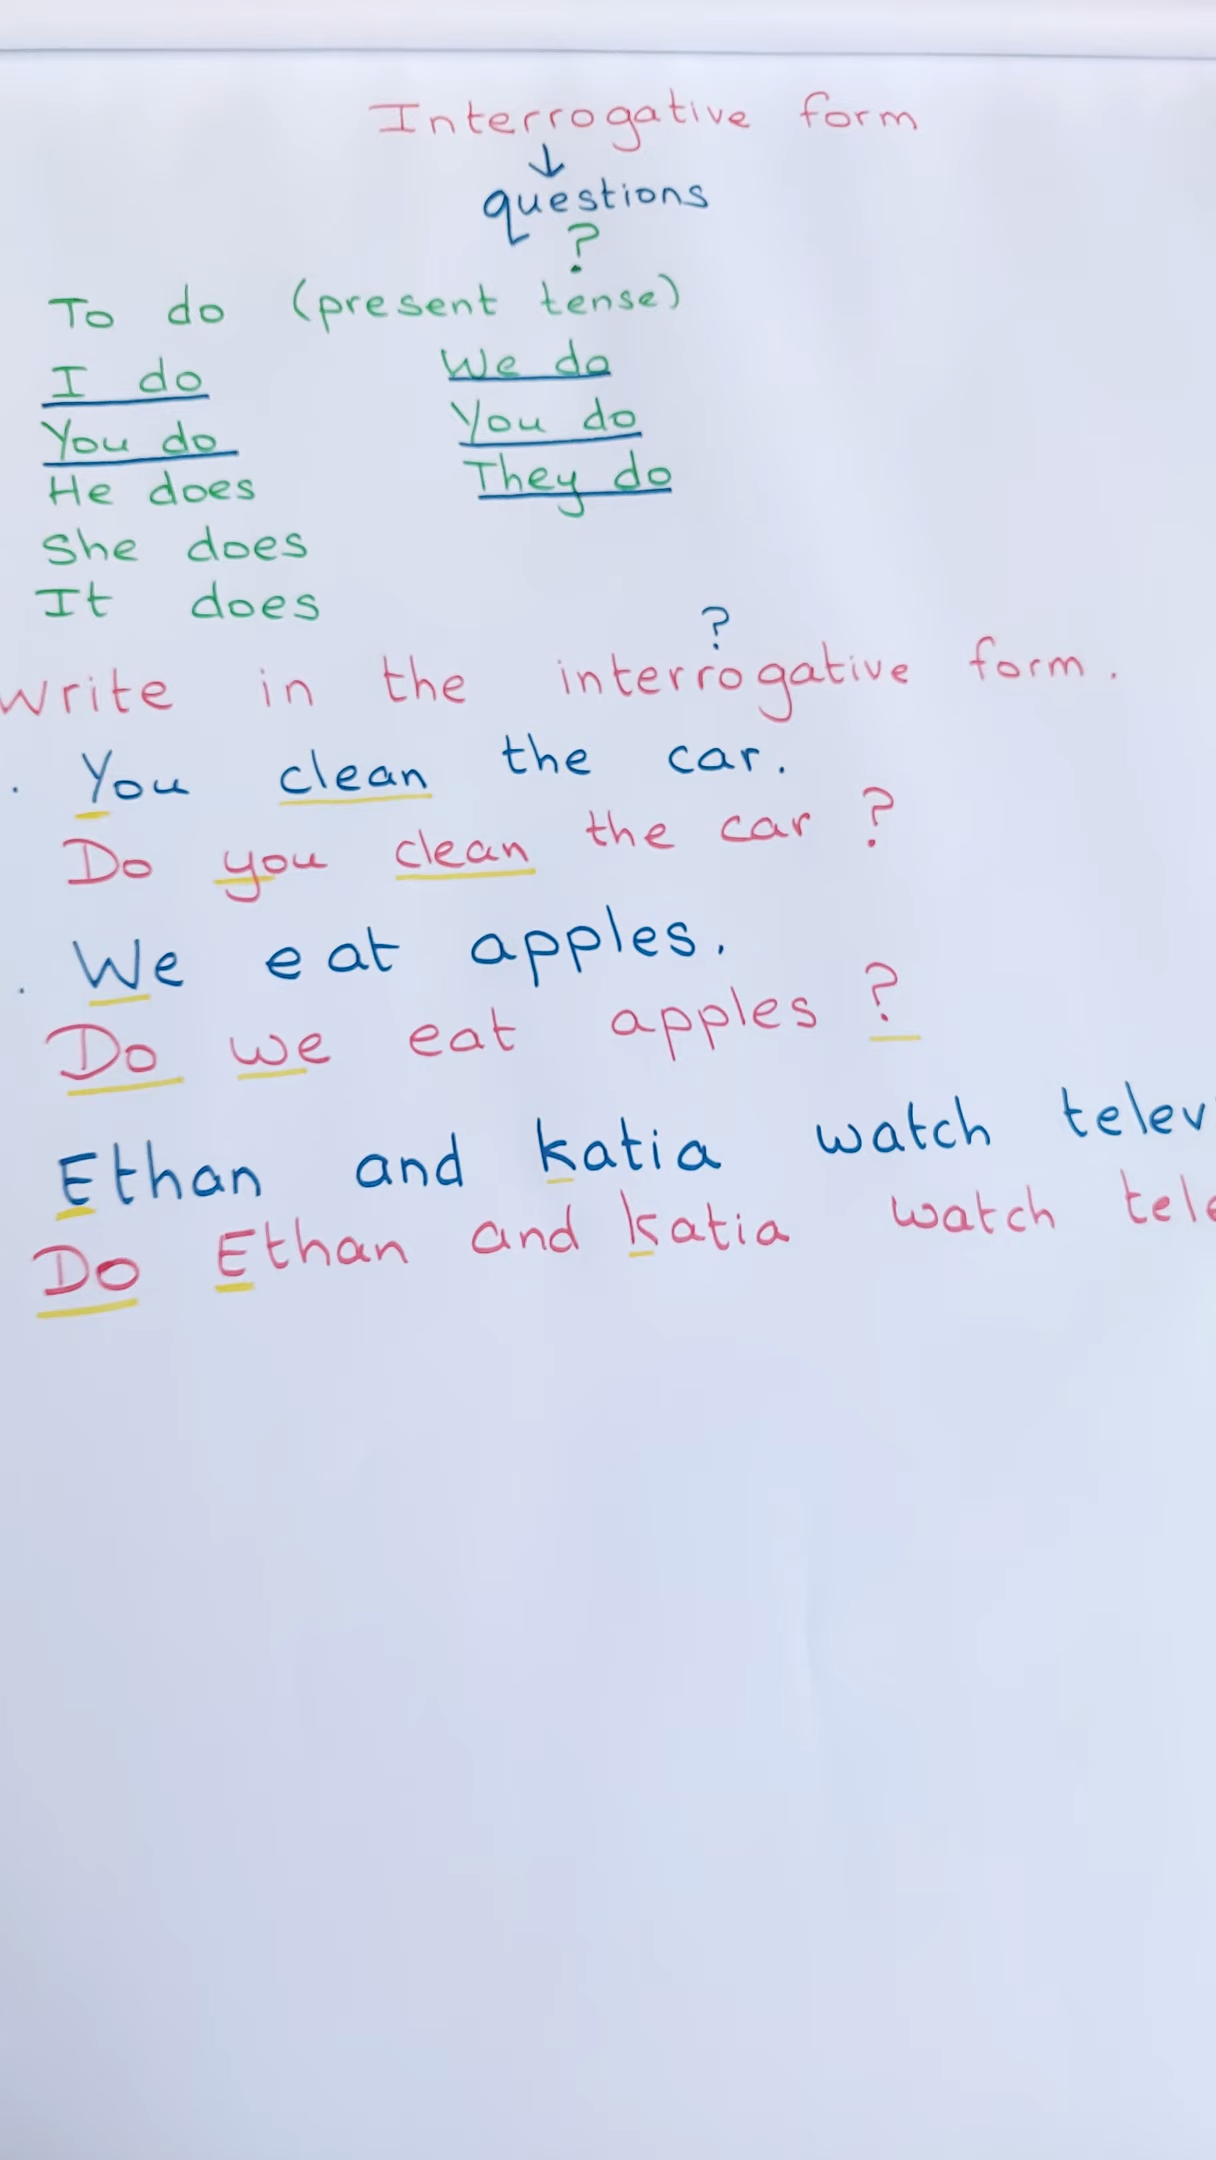 Interrogative form
↓
questions
?
To do (present tense)
I do
You do
He does
She does
It does
We do
You do
They do
?
Write in the interrogative form.
. You clean the car.
Do you clean the car ?
. We eat apples.
Do we eat apples ?
Ethan and katia watch telev
Do Ethan and katia watch tele